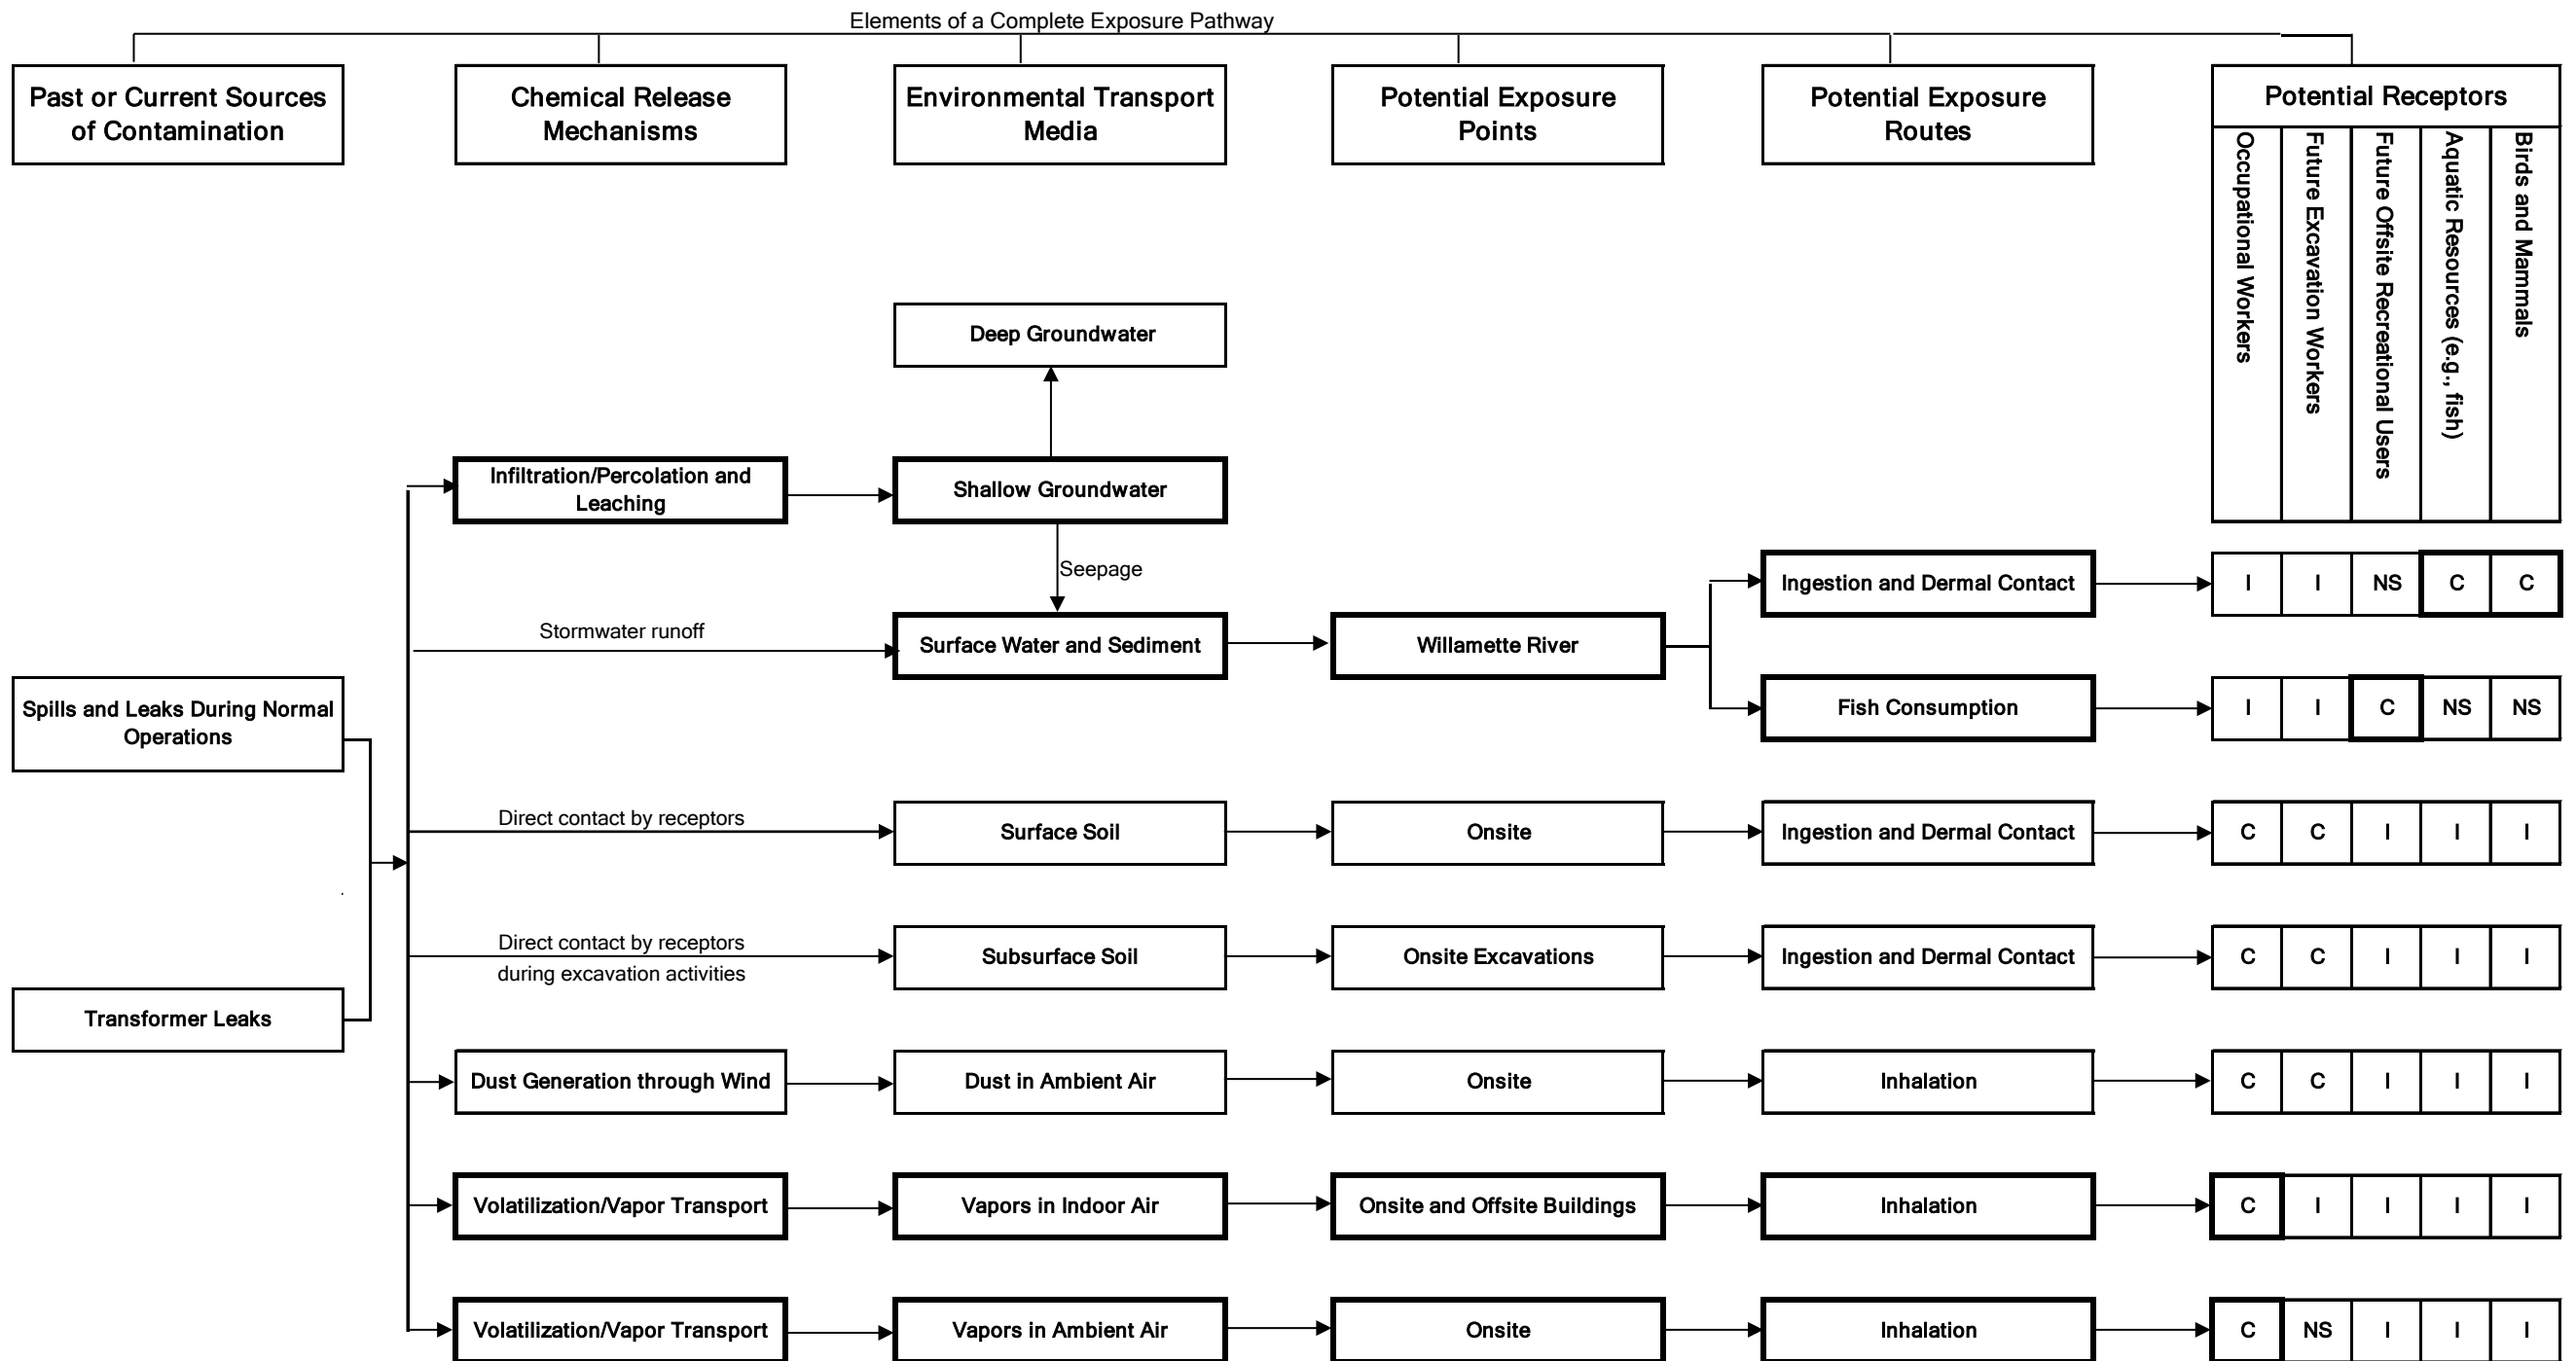 Elements of a Complete Exposure Pathway
Past or Current Sources
of Contamination
Chemical Release
Mechanisms
Environmental Transport
Media
Potential Exposure
Points
Potential Exposure
Routes
Potential Receptors
Occupational Workers
Future Excavation Workers
Future Offsite Recreational Users
Aquatic Resources (e.g., fish)
Birds and Mammals
Deep Groundwater
Infiltration/Percolation and
Leaching
Shallow Groundwater
Seepage
Ingestion and Dermal Contact
I I NS C C
Stormwater runoff
Surface Water and Sediment
Willamette River
Fish Consumption
I I C NS NS
Spills and Leaks During Normal
Operations
Direct contact by receptors
Surface Soil
Onsite
Ingestion and Dermal Contact
C C I I I
Direct contact by receptors
during excavation activities
Subsurface Soil
Onsite Excavations
Ingestion and Dermal Contact
C C I I I
Transformer Leaks
Dust Generation through Wind
Dust in Ambient Air
Onsite
Inhalation
C C I I I
Volatilization/Vapor Transport
Vapors in Indoor Air
Onsite and Offsite Buildings
Inhalation
C I I I I
Volatilization/Vapor Transport
Vapors in Ambient Air
Onsite
Inhalation
C NS I I I